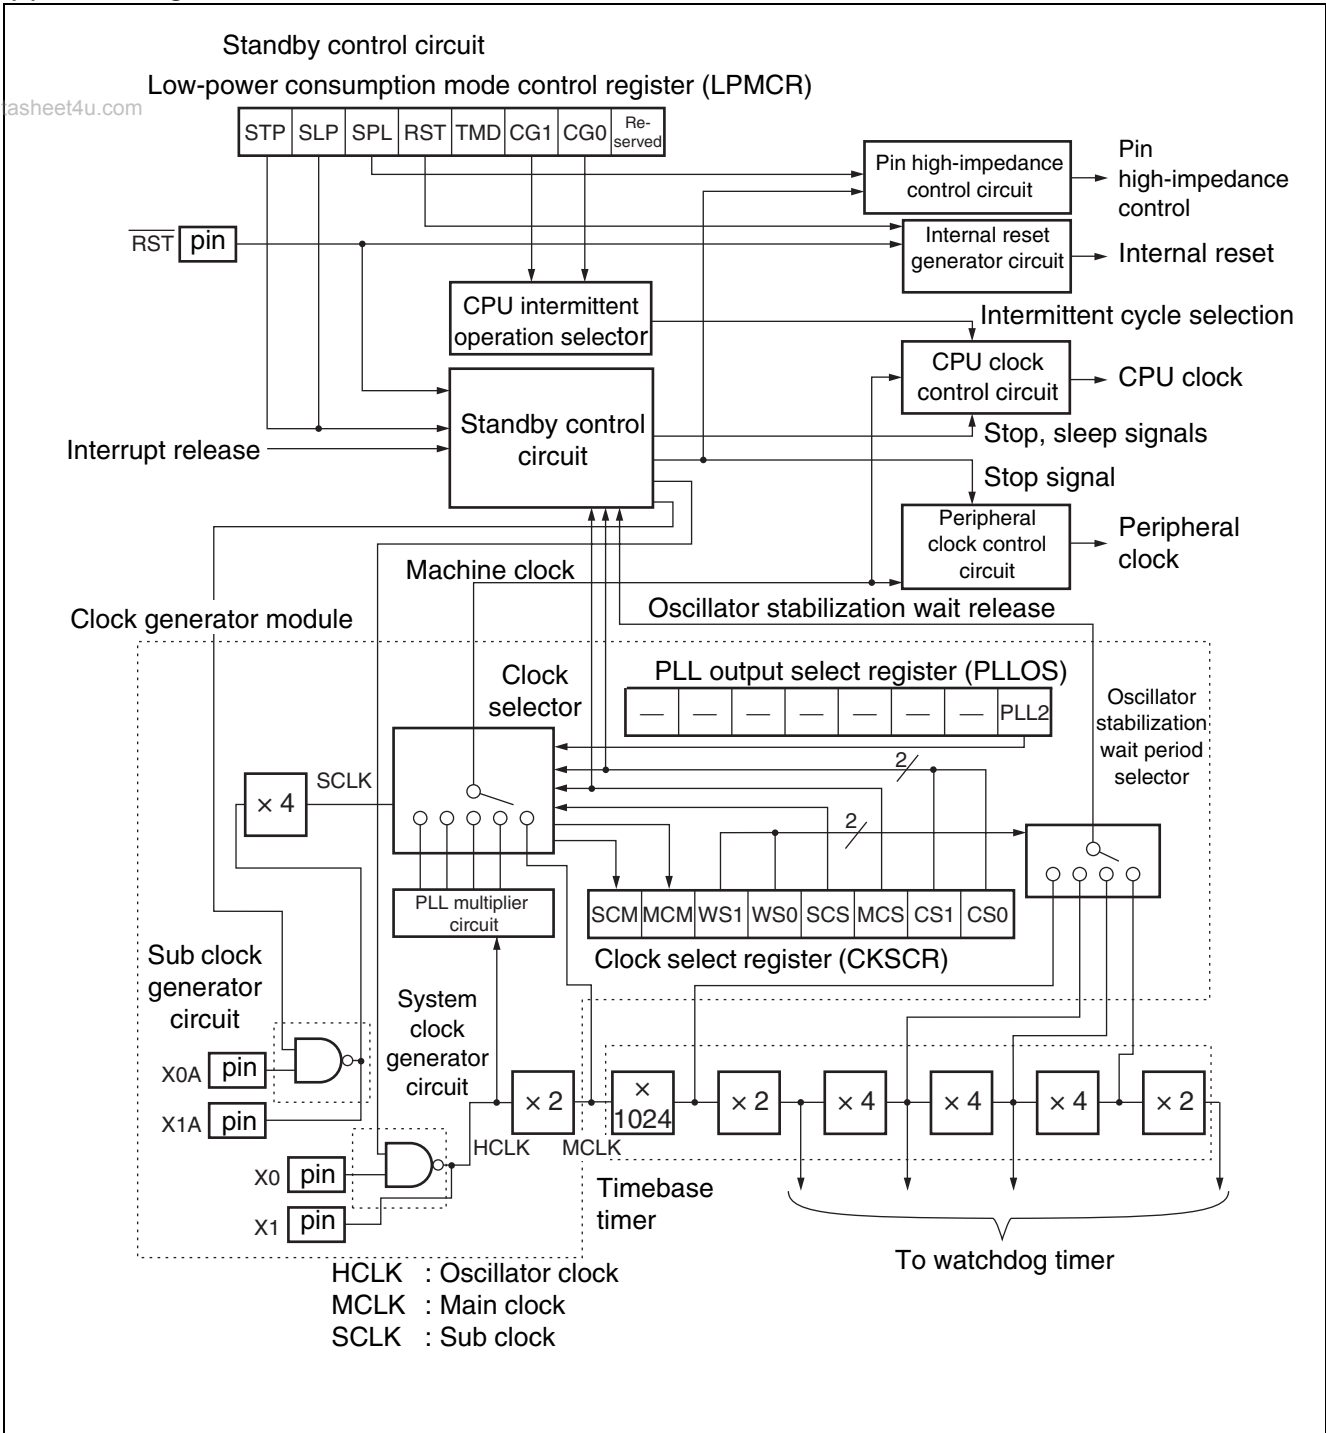 Standby control circuit
Low-power consumption mode control register (LPMCR)
asheet4u.com
STP SLP SPL RST TMD CG1 CG0 Re-
served
Pin high-impedance
control circuit
Pin
high-impedance
control
RST pin
Internal reset
generator circuit
Internal reset
CPU intermittent
operation selector
Intermittent cycle selection
CPU clock
control circuit
CPU clock
Standby control
circuit
Interrupt release
Stop, sleep signals
Stop signal
Peripheral
clock control
circuit
Peripheral
clock
Machine clock
Oscillator stabilization wait release
Clock generator module
Clock
selector
PLL output select register (PLLOS)
— — — — — — — PLL2
Oscillator
stabilization
wait period
selector
2
SCLK
× 4
2
PLL multiplier
circuit
SCM MCM WS1 WS0 SCS MCS CS1 CS0
Clock select register (CKSCR)
Sub clock
generator
circuit
System
clock
generator
circuit
X0A pin
X1A pin
× 2
×
1024
× 2
× 4
× 4
× 4
× 2
HCLK
MCLK
X0 pin
X1 pin
Timebase
timer
To watchdog timer
HCLK : Oscillator clock
MCLK : Main clock
SCLK : Sub clock